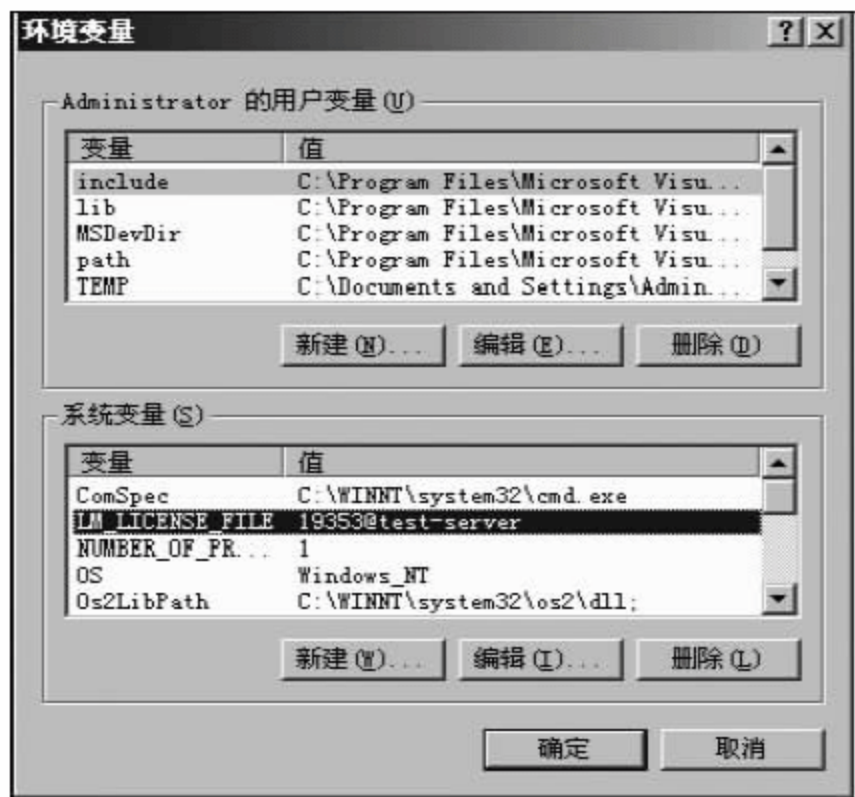 环境变量
Administrator 的用户变量(U)
变量 值
include C:\Program Files\Microsoft Visu...
lib C:\Program Files\Microsoft Visu...
MSDevDir C:\Program Files\Microsoft Visu...
path C:\Program Files\Microsoft Visu...
TEMP C:\Documents and Settings\Admin...
新建(N)... 编辑(E)... 删除(D)
系统变量(S)
变量 值
ComSpec C:\WINNT\system32\cmd.exe
LM_LICENSE_FILE 19353@test-server
NUMBER_OF_PR... 1
OS Windows_NT
Os2LibPath C:\WINNT\system32\os2\dll;
新建(W)... 编辑(I)... 删除(L)
确定 取消